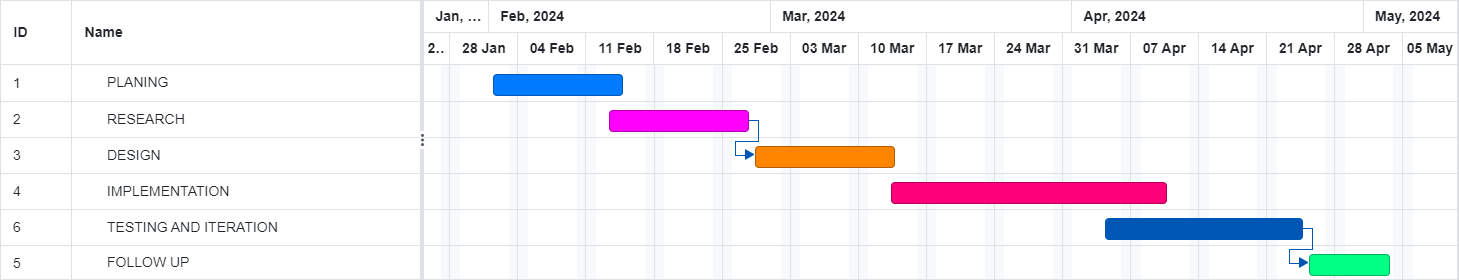 ID Name Jan, ... Feb, 2024 Mar, 2024 Apr, 2024 May, 2024
2.. 28 Jan 04 Feb 11 Feb 18 Feb 25 Feb 03 Mar 10 Mar 17 Mar 24 Mar 31 Mar 07 Apr 14 Apr 21 Apr 28 Apr 05 May
1 PLANING
2 RESEARCH
3 DESIGN
4 IMPLEMENTATION
6 TESTING AND ITERATION
5 FOLLOW UP